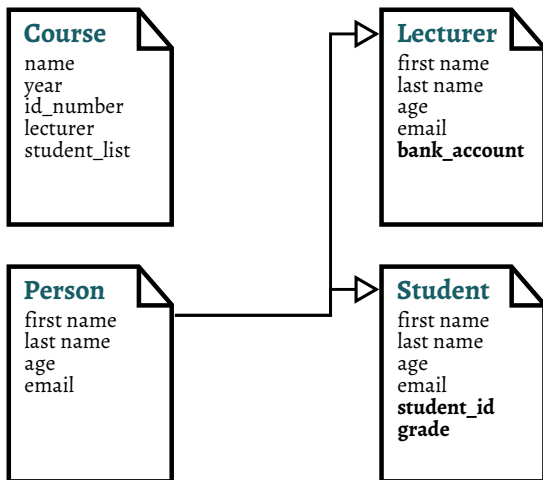 Course
name
year
id_number
lecturer
student_list
Lecturer
first name
last name
age
email
bank_account
Person
first name
last name
age
email
Student
first name
last name
age
email
student_id
grade